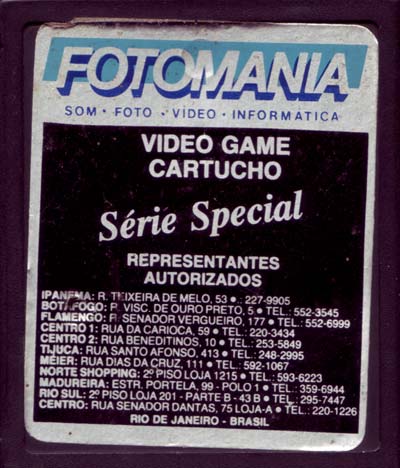 FOTOMANIA
SOM • FOTO • VÍDEO • INFORMÁTICA
VIDEO GAME
CARTUCHO
Série Special
REPRESENTANTES
AUTORIZADOS
IPANEMA: R. TEIXEIRA DE MELO, 53 ● : 227-9905
BOTAFOGO: R. VISC. DE OURO PRETO, 5 ● TEL.: 552-3545
FLAMENGO: R. SENADOR VERGUEIRO, 177 ● TEL.: 552-6999
CENTRO 1: RUA DA CARIOCA, 59 ● TEL.: 220-3434
CENTRO 2: RUA BENEDITINOS, 10 ● TEL.: 253-5849
TIJUCA: RUA SANTO AFONSO, 413 ● TEL.: 248-2995
MÉIER: RUA DIAS DA CRUZ, 111 ● TEL.: 592-1067
NORTE SHOPPING: 2º PISO LOJA 1215 ● TEL.: 593-6223
MADUREIRA: ESTR. PORTELA, 99 - POLO 1 ● TEL.: 359-6944
RIO SUL: 2º PISO LOJA 201 - PARTE B - 43 B ● TEL.: 295-7447
CENTRO: RUA SENADOR DANTAS, 75 LOJA-A ● TEL.: 220-1226
RIO DE JANEIRO - BRASIL